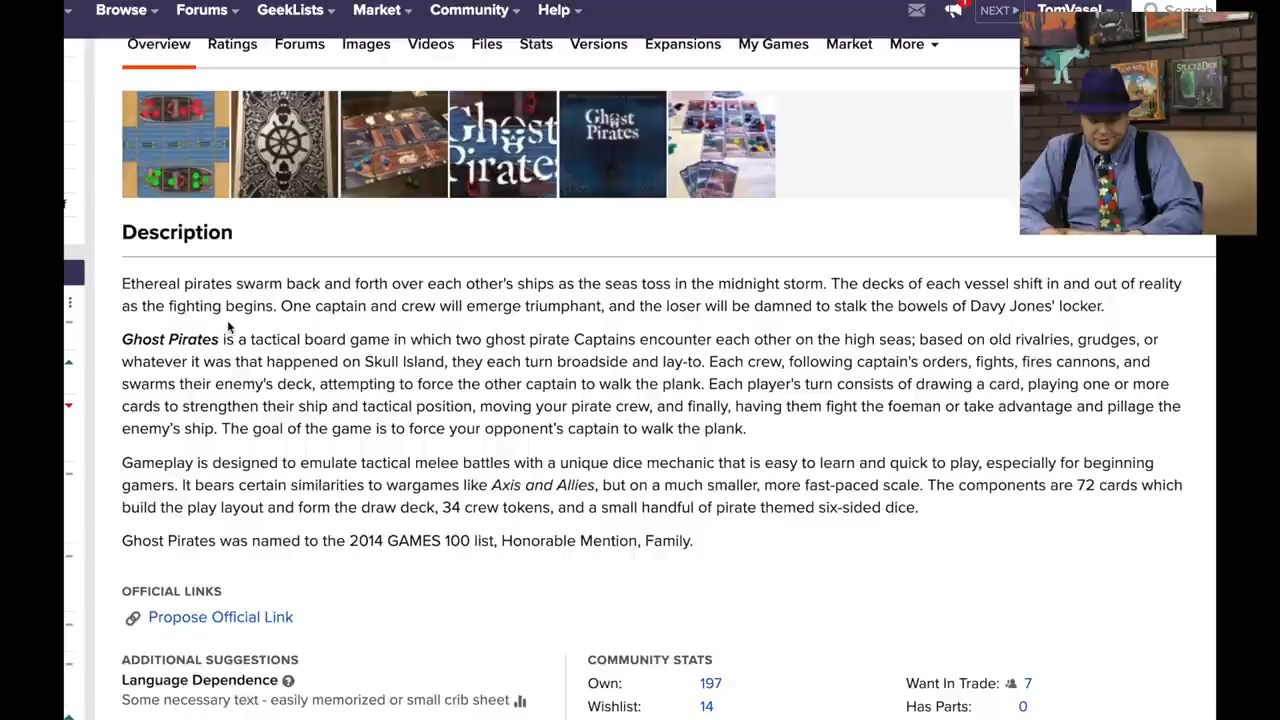 Browse Forums GeekLists Market Community Help NEXT TomVasel Search
Overview Ratings Forums Images Videos Files Stats Versions Expansions My Games Market More
Ghost Pirates
Ghost Pirates
SPLICE & DICE
Description
Ethereal pirates swarm back and forth over each other's ships as the seas toss in the midnight storm. The decks of each vessel shift in and out of reality
as the fighting begins. One captain and crew will emerge triumphant, and the loser will be damned to stalk the bowels of Davy Jones' locker.
Ghost Pirates is a tactical board game in which two ghost pirate Captains encounter each other on the high seas; based on old rivalries, grudges, or
whatever it was that happened on Skull Island, they each turn broadside and lay-to. Each crew, following captain's orders, fights, fires cannons, and
swarms their enemy's deck, attempting to force the other captain to walk the plank. Each player's turn consists of drawing a card, playing one or more
cards to strengthen their ship and tactical position, moving your pirate crew, and finally, having them fight the foeman or take advantage and pillage the
enemy's ship. The goal of the game is to force your opponent's captain to walk the plank.
Gameplay is designed to emulate tactical melee battles with a unique dice mechanic that is easy to learn and quick to play, especially for beginning
gamers. It bears certain similarities to wargames like Axis and Allies, but on a much smaller, more fast-paced scale. The components are 72 cards which
build the play layout and form the draw deck, 34 crew tokens, and a small handful of pirate themed six-sided dice.
Ghost Pirates was named to the 2014 GAMES 100 list, Honorable Mention, Family.
OFFICIAL LINKS
Propose Official Link
ADDITIONAL SUGGESTIONS
Language Dependence
Some necessary text - easily memorized or small crib sheet
COMMUNITY STATS
Own: 197 Want In Trade: 7
Wishlist: 14 Has Parts: 0